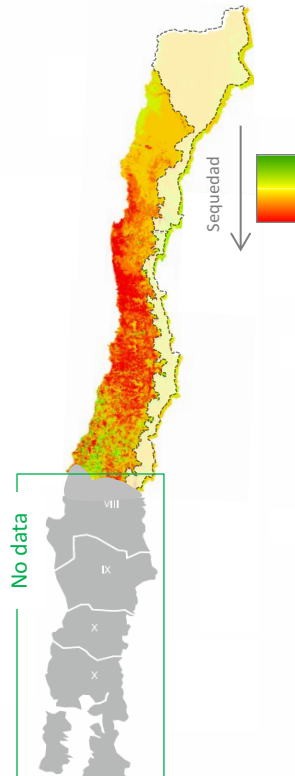 Sequedad
No data
VIII
IX
X
X